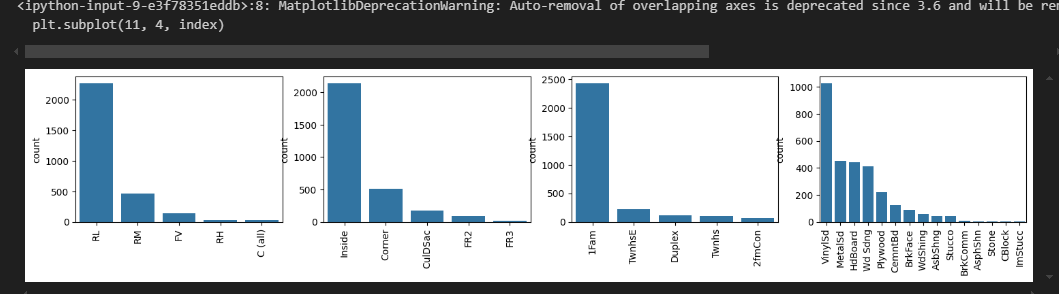 <ipython-input-9-e3f78351eddb>:8: MatplotlibDeprecationWarning: Auto-removal of overlapping axes is deprecated since 3.6 and will be
plt.subplot(11, 4, index)
count
2000
1500
1000
500
0
RL
RM
FV
RH
C (all)
count
2000
1500
1000
500
0
Inside
Corner
CulDSac
FR2
FR3
count
2500
2000
1500
1000
500
0
1Fam
TwnhsE
Duplex
Twnhs
2fmCon
1000
800
600
400
200
0
VinylSd
MetalSd
HdBoard
Wd Sdng
Plywood
CemntBd
BrkFace
WdShing
AsbShng
Stucco
BrkComm
AsphShn
Stone
CBlock
ImStucc
count